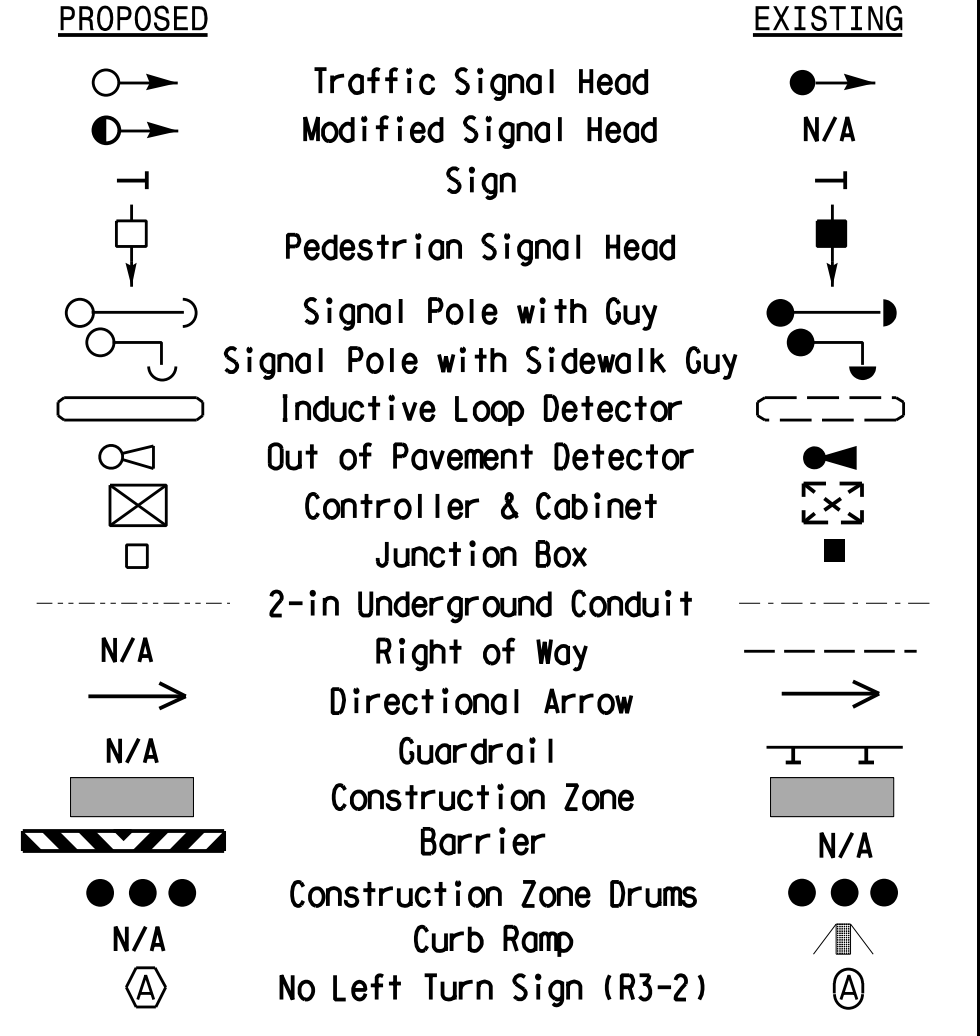 PROPOSED EXISTING
Traffic Signal Head
Modified Signal Head N/A
Sign
Pedestrian Signal Head
Signal Pole with Guy
Signal Pole with Sidewalk Guy
Inductive Loop Detector
Out of Pavement Detector
Controller & Cabinet
Junction Box
2-in Underground Conduit
N/A Right of Way
Directional Arrow
N/A Guardrail
Construction Zone
Barrier N/A
Construction Zone Drums
N/A Curb Ramp
A No Left Turn Sign (R3-2) A